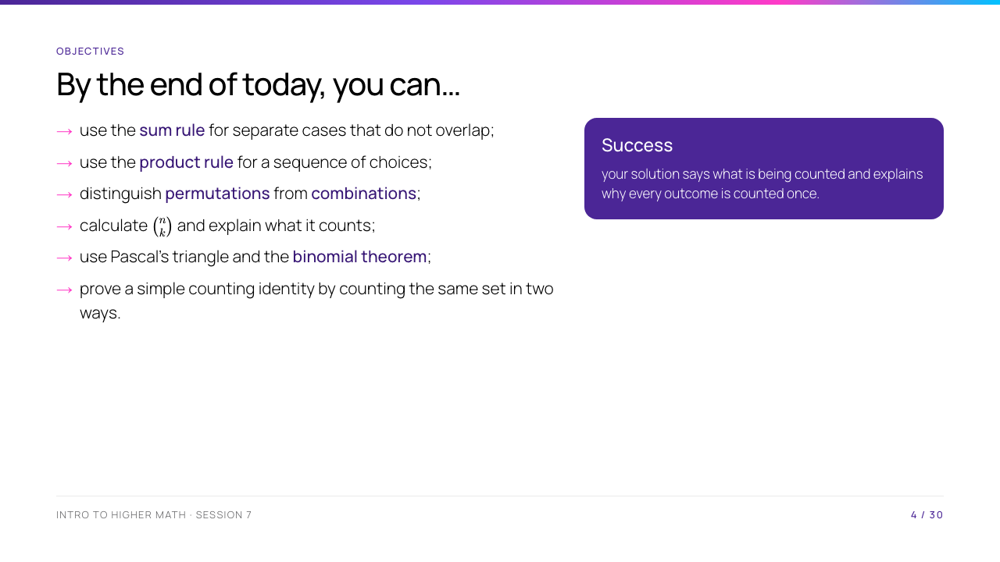 OBJECTIVES
By the end of today, you can…
→ use the sum rule for separate cases that do not overlap;
→ use the product rule for a sequence of choices;
→ distinguish permutations from combinations;
→ calculate (n k) and explain what it counts;
→ use Pascal’s triangle and the binomial theorem;
→ prove a simple counting identity by counting the same set in two
ways.
Success
your solution says what is being counted and explains
why every outcome is counted once.
INTRO TO HIGHER MATH · SESSION 7
4 / 30